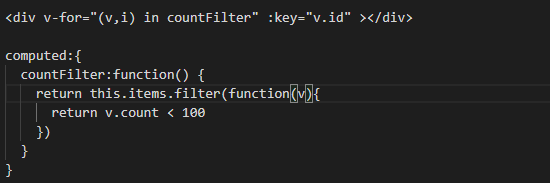 <div v-for="(v,i) in countFilter" :key="v.id" ></div>
computed:{
countFilter:function() {
return this.items.filter(function(v){
return v.count < 100
})
}
}